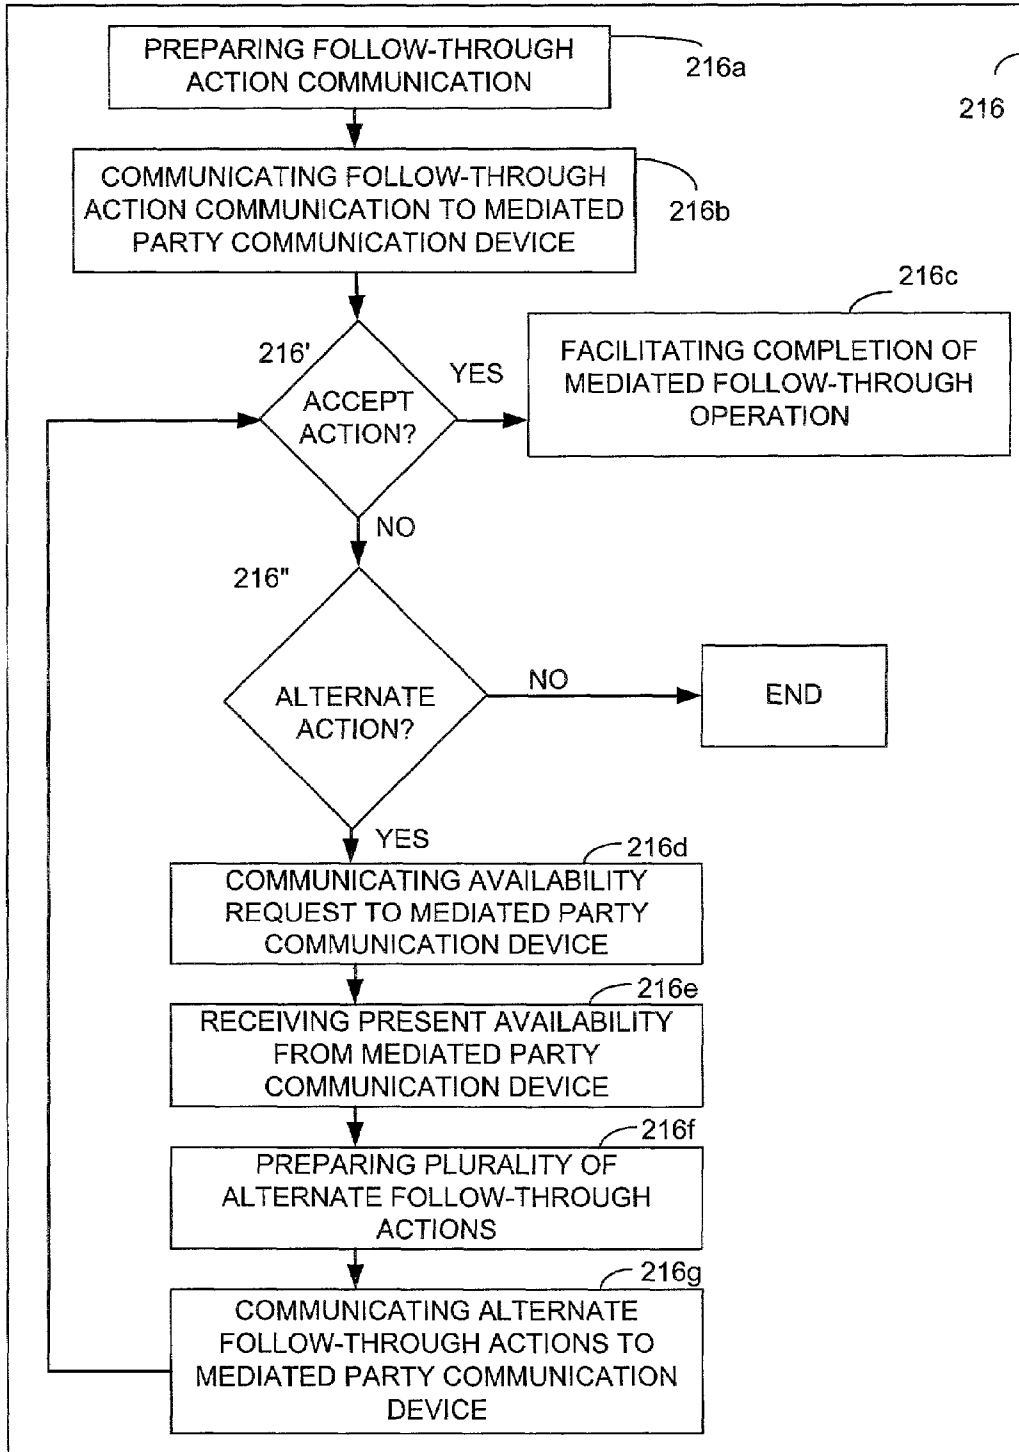 PREPARING FOLLOW-THROUGH
ACTION COMMUNICATION
216a
216
COMMUNICATING FOLLOW-THROUGH
ACTION COMMUNICATION TO MEDIATED
PARTY COMMUNICATION DEVICE
216b
216c
FACILITATING COMPLETION OF
MEDIATED FOLLOW-THROUGH
OPERATION
216'
YES
ACCEPT
ACTION?
NO
216"
ALTERNATE
ACTION?
NO
END
YES
216d
COMMUNICATING AVAILABILITY
REQUEST TO MEDIATED PARTY
COMMUNICATION DEVICE
216e
RECEIVING PRESENT AVAILABILITY
FROM MEDIATED PARTY
COMMUNICATION DEVICE
216f
PREPARING PLURALITY OF
ALTERNATE FOLLOW-THROUGH
ACTIONS
216g
COMMUNICATING ALTERNATE
FOLLOW-THROUGH ACTIONS TO
MEDIATED PARTY COMMUNICATION
DEVICE